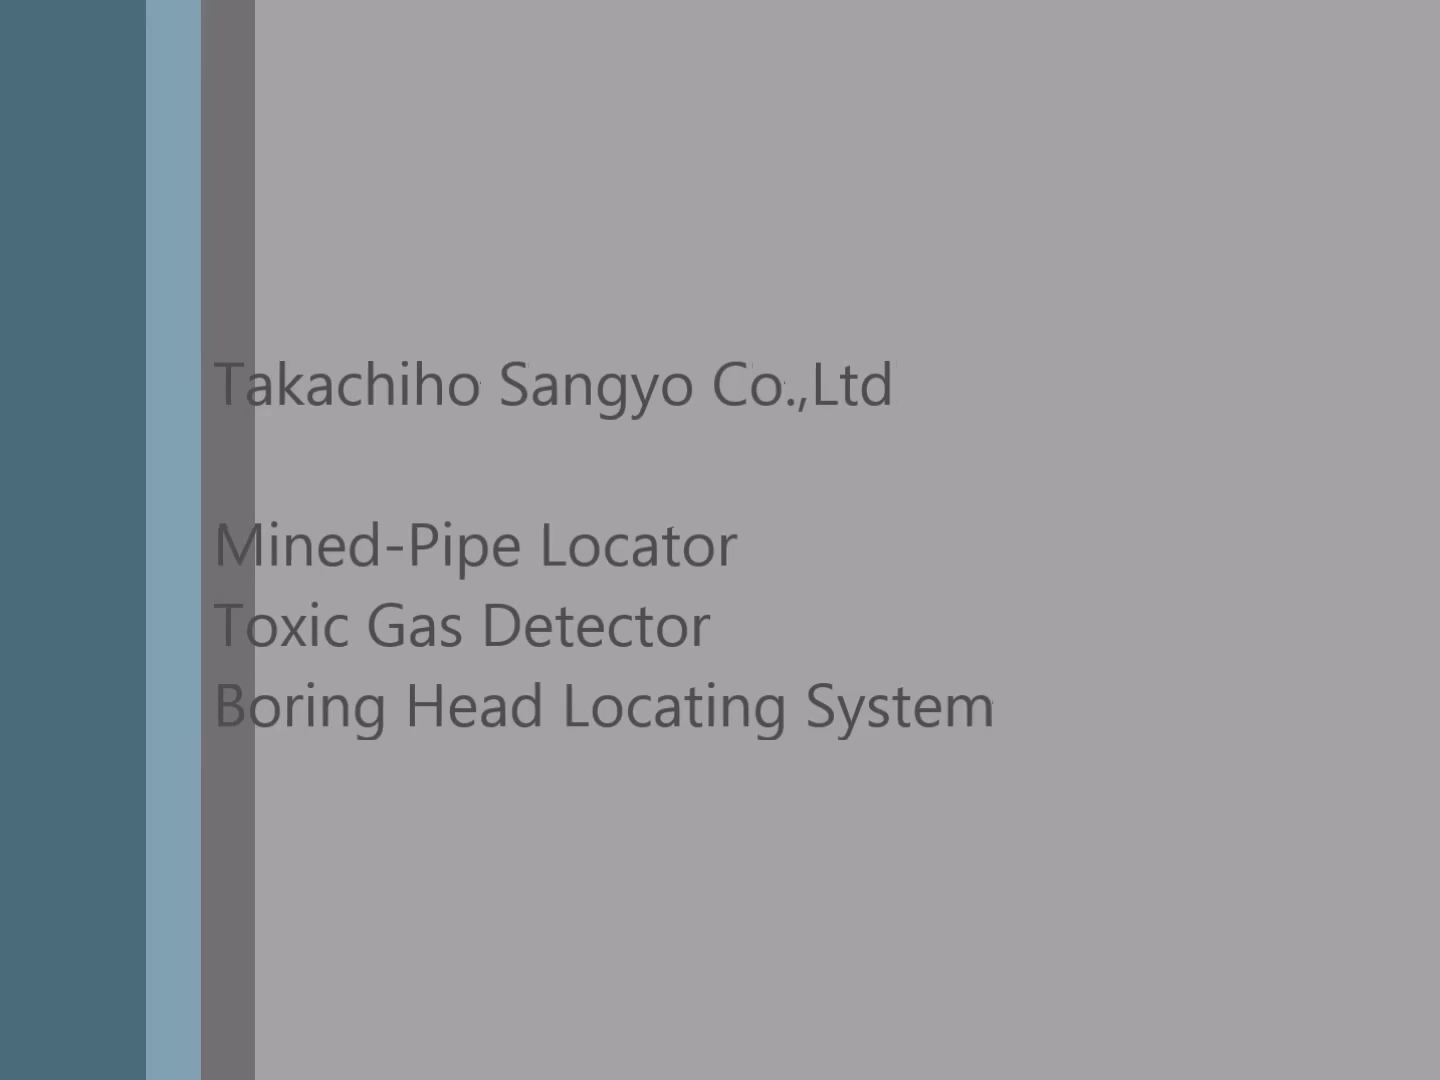 Takachiho Sangyo Co.,Ltd
Mined-Pipe Locator
Toxic Gas Detector
Boring Head Locating System